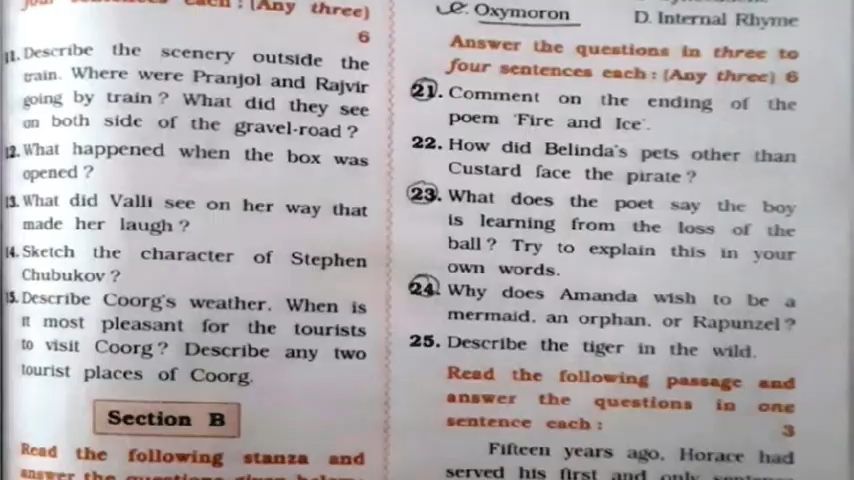 four sentences each : (Any three)
6
11. Describe the scenery outside the
train. Where were Pranjol and Rajvir
going by train ? What did they see
on both side of the gravel-road ?
12. What happened when the box was
opened ?
13. What did Valli see on her way that
made her laugh ?
14. Sketch the character of Stephen
Chubukov ?
15. Describe Coorg's weather. When is
it most pleasant for the tourists
to visit Coorg ? Describe any two
tourist places of Coorg.
Section B
Read the following stanza and
answer the questions given below
C. Oxymoron D. Internal Rhyme
Answer the questions in three to
four sentences each : (Any three) 6
21. Comment on the ending of the
poem 'Fire and Ice'.
22. How did Belinda's pets other than
Custard face the pirate ?
23. What does the poet say the boy
is learning from the loss of the
ball ? Try to explain this in your
own words.
24. Why does Amanda wish to be a
mermaid, an orphan, or Rapunzel ?
25. Describe the tiger in the wild.
Read the following passage and
answer the questions in one
sentence each : 3
Fifteen years ago, Horace had
served his first and only